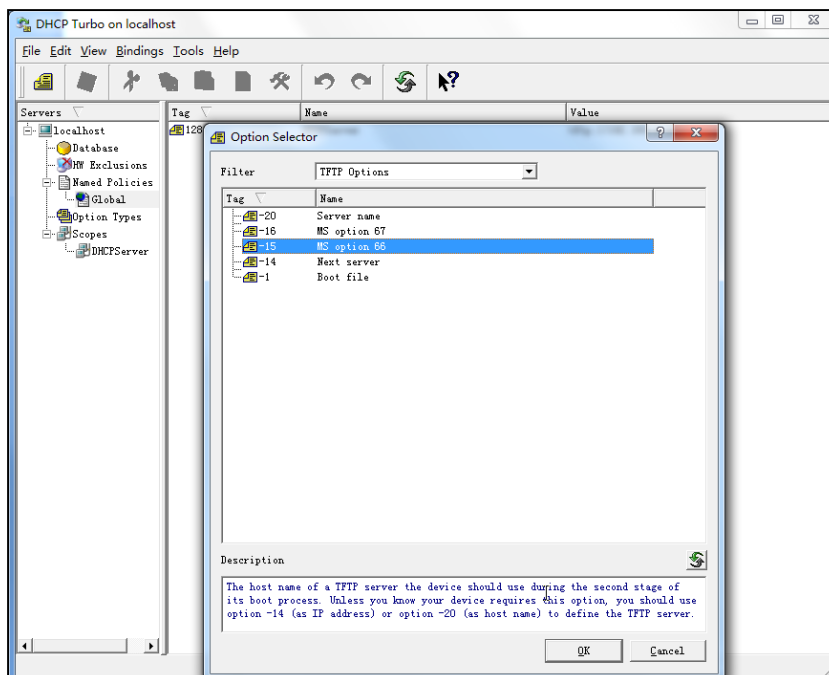 DHCP Turbo on localhost
File Edit View Bindings Tools Help
Servers Tag Name Value
localhost
Database
HW Exclusions
Named Policies
Global
Option Types
Scopes
DHCPServer
128
Option Selector
Filter TFTP Options
Tag Name
-20 Server name
-16 MS option 67
-15 MS option 66
-14 Next server
-1 Boot file
Description
The host name of a TFTP server the device should use during the second stage of
its boot process. Unless you know your device requires this option, you should use
option -14 (as IP address) or option -20 (as host name) to define the TFTP server.
OK Cancel